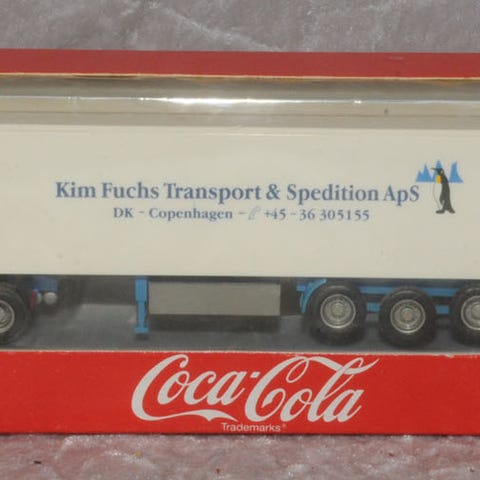 Kim Fuchs Transport & Spedition ApS
DK - Copenhagen - ✆ +45 - 36 305155
Coca-Cola
Trademarks®